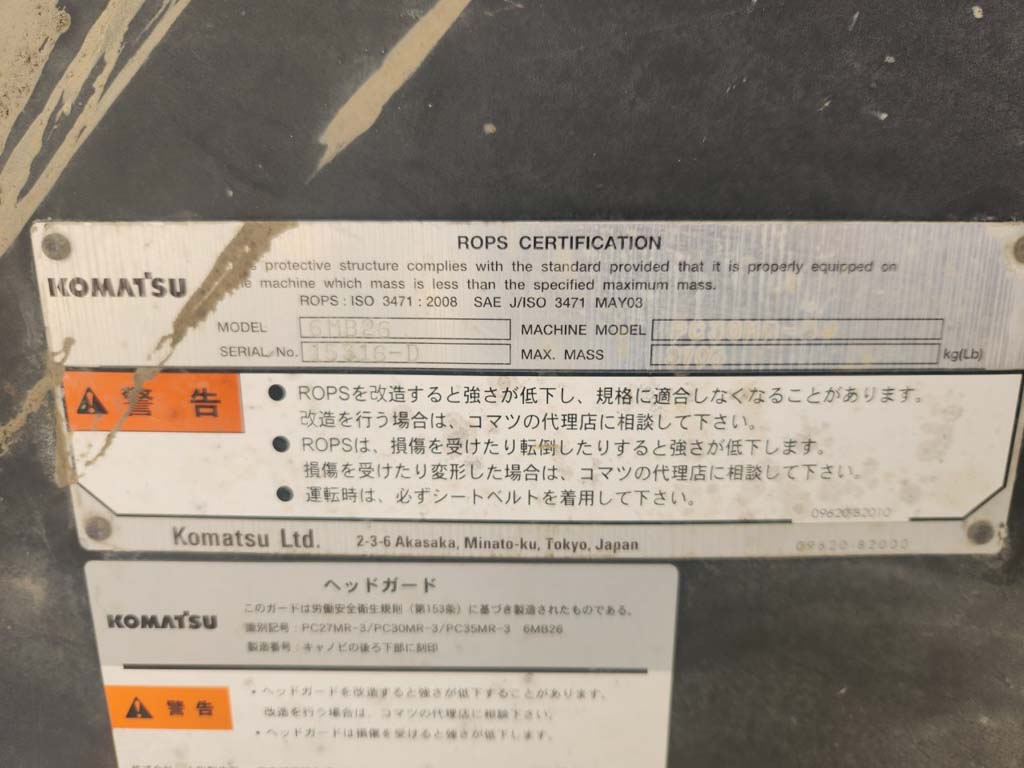 ROPS CERTIFICATION
KOMATSU
protective structure complies with the standard provided that it is properly equipped on
machine which mass is less than the specified maximum mass.
ROPS : ISO 3471 : 2008 SAE J/ISO 3471 MAY03
MODEL 6MB26 MACHINE MODEL
SERIAL No. 15316-D MAX. MASS kg(Lb)
警告
● ROPSを改造すると強さが低下し、規格に適合しなくなることがあります。
改造を行う場合は、コマツの代理店に相談して下さい。
● ROPSは、損傷を受けたり転倒したりすると強さが低下します。
損傷を受けたり変形した場合は、コマツの代理店に相談して下さい。
● 運転時は、必ずシートベルトを着用して下さい。
09620-82010
Komatsu Ltd. 2-3-6 Akasaka, Minato-ku, Tokyo, Japan 09620-82000
ヘッドガード
KOMATSU
このガードは労働安全衛生規則（第153条）に基づき製造されたものである。
識別記号：PC27MR-3/PC30MR-3/PC35MR-3 6MB26
製造番号：キャノピの後ろ下部に刻印
警告
・ヘッドガードを改造すると強さが低下することがあります。
改造を行う場合は、コマツの代理店に相談下さい。
・ヘッドガードは損傷を受けると強さが低下します。